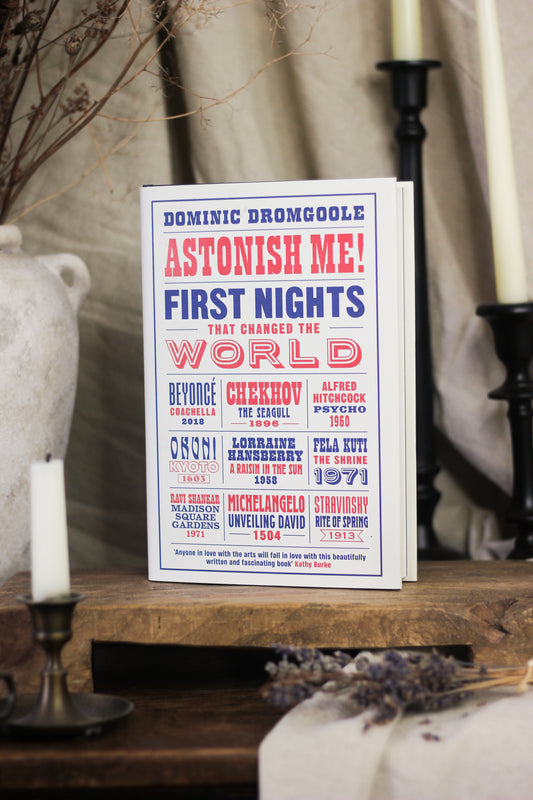 DOMINIC DROMGOOLE
ASTONISH ME!
FIRST NIGHTS
THAT CHANGED THE
WORLD
BEYONCÉ
COACHELLA
2018
CHEKHOV
THE SEAGULL
1896
ALFRED
HITCHCOCK
PSYCHO
1960
OKUNI
KYOTO
1603
LORRAINE
HANSBERRY
A RAISIN IN THE SUN
1958
FELA KUTI
THE SHRINE
1971
RAVI SHANKAR
MADISON
SQUARE
GARDENS
1971
MICHELANGELO
UNVEILING DAVID
1504
STRAVINSKY
RITE OF SPRING
1913
'Anyone in love with the arts will fall in love with this beautifully
written and fascinating book' Kathy Burke